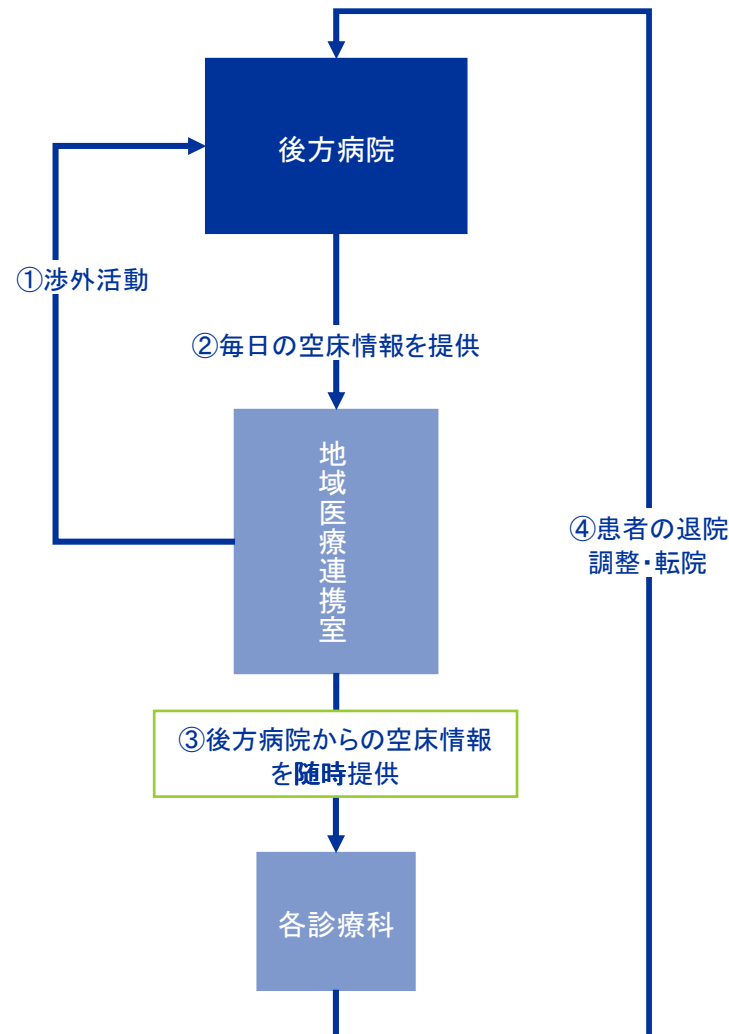 後方病院
①渉外活動
②毎日の空床情報を提供
地域医療連携室
④患者の退院
調整・転院
③後方病院からの空床情報
を随時提供
各診療科